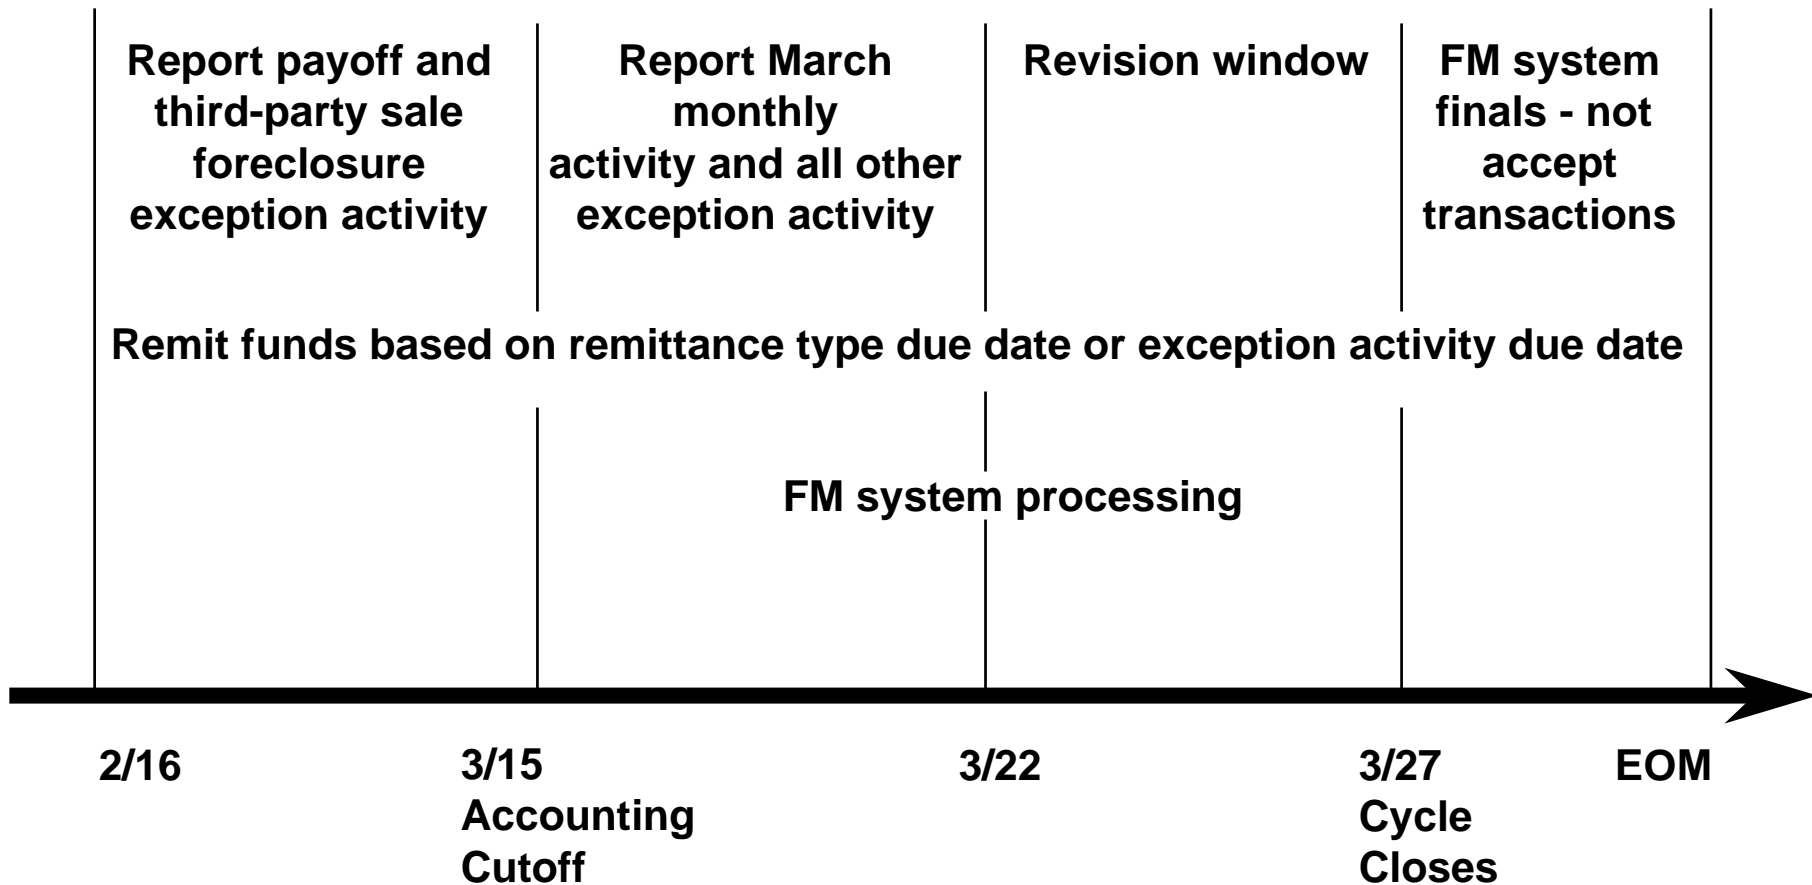 Report payoff and
third-party sale
foreclosure
exception activity
Report March
monthly
activity and all other
exception activity
Revision window
FM system
finals - not
accept
transactions
Remit funds based on remittance type due date or exception activity due date
FM system processing
2/16
3/15
Accounting
Cutoff
3/22
3/27
Cycle
Closes
EOM